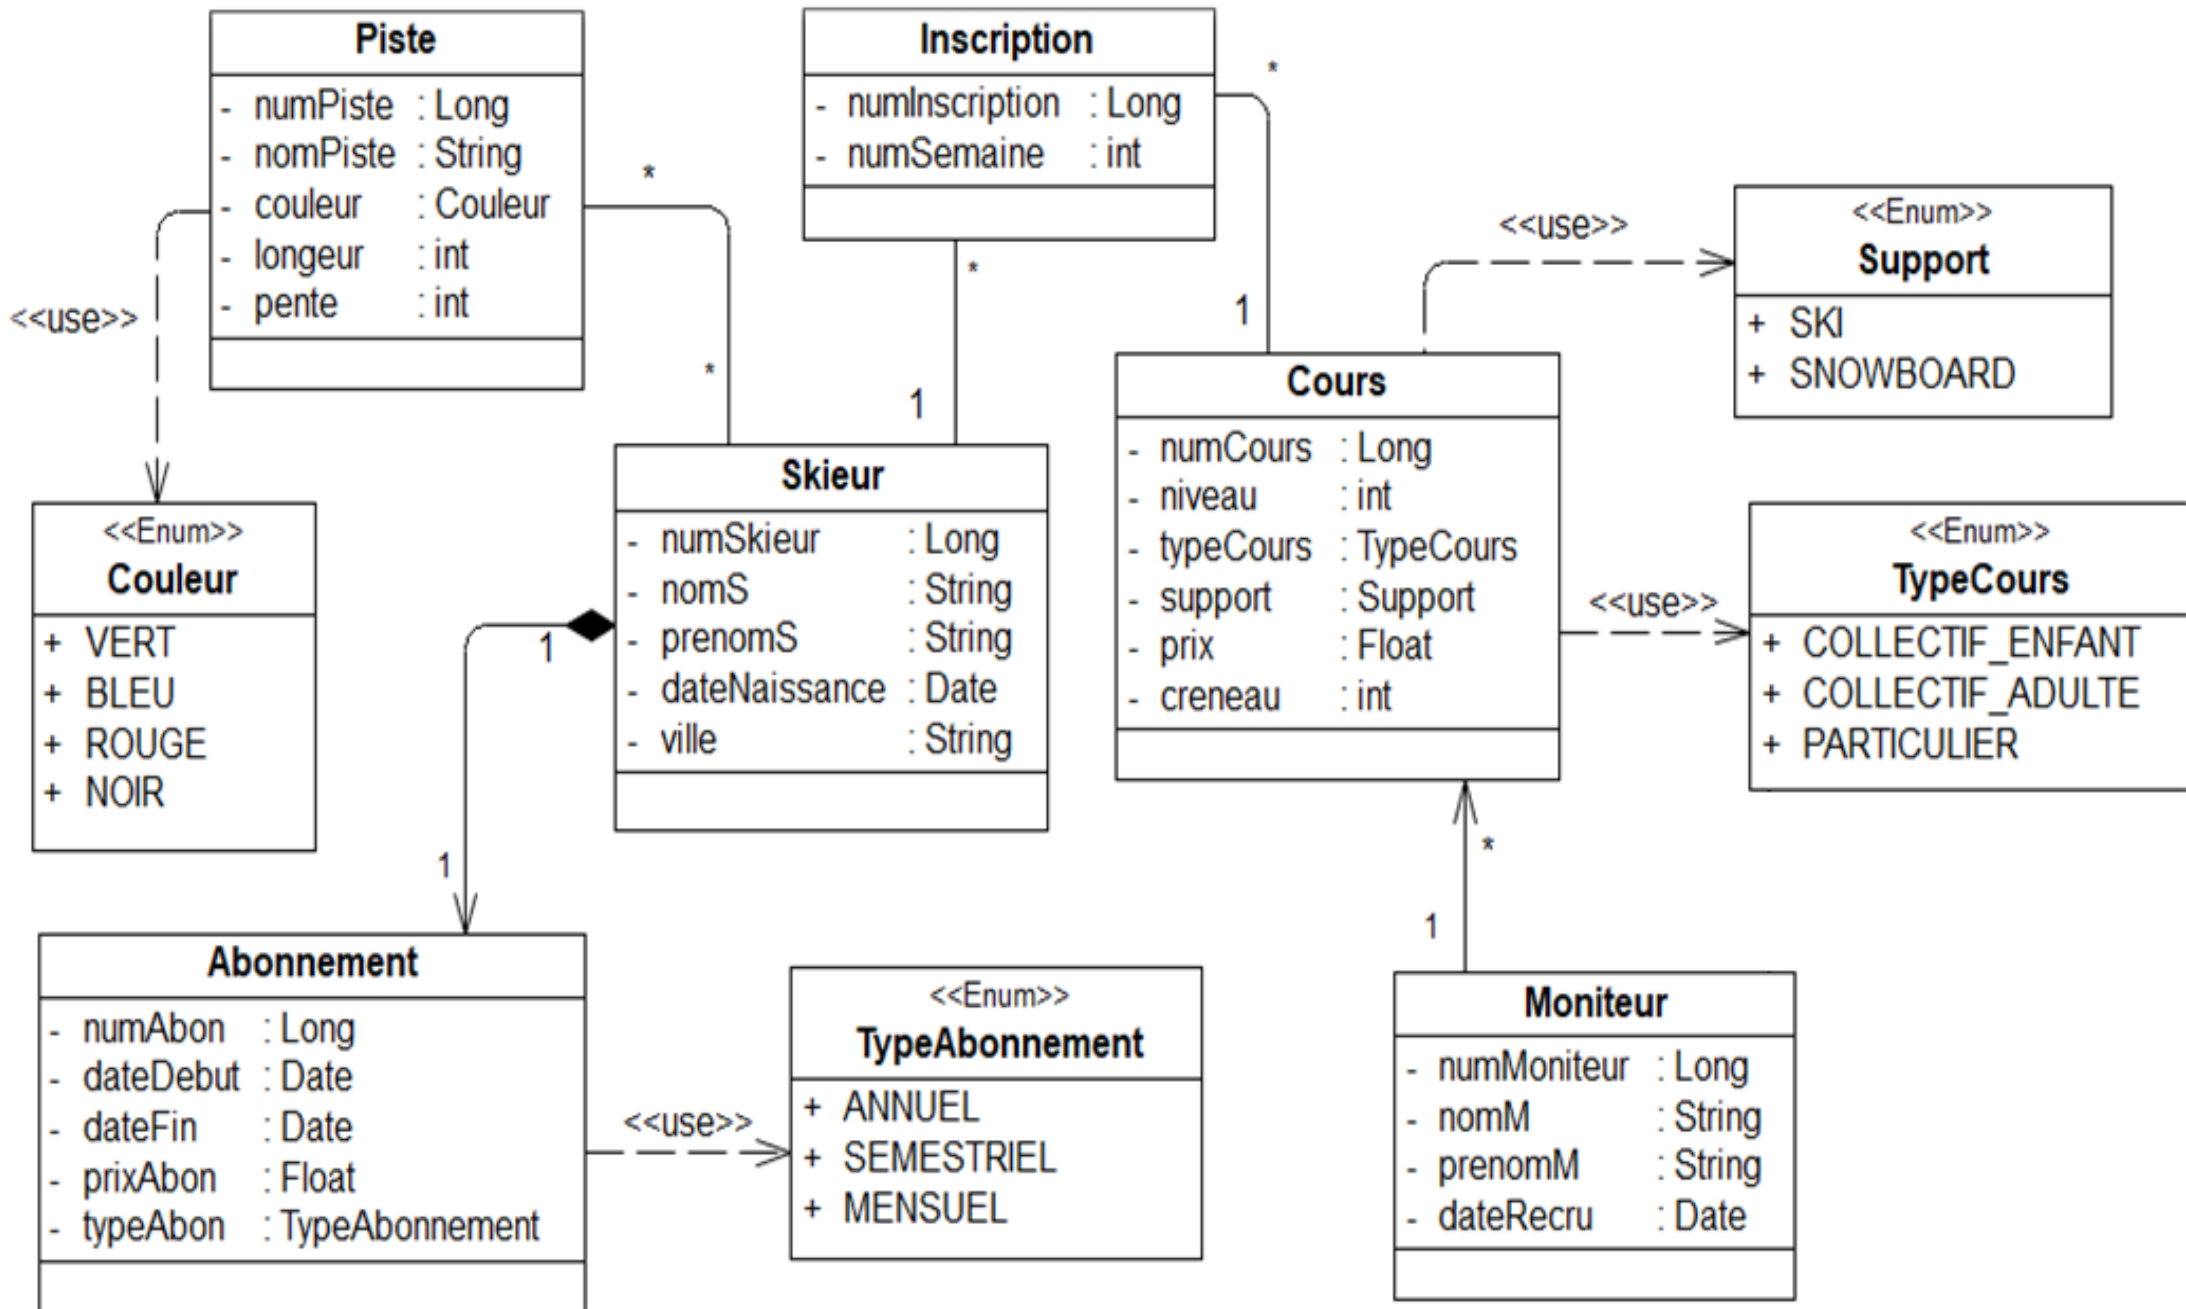 Piste
- numPiste : Long
- nomPiste : String
- couleur : Couleur
- longeur : int
- pente : int
Inscription
- numInscription : Long
- numSemaine : int
*
*
*
*
1
1
<<use>>
<<use>>
<<Enum>>
Support
+ SKI
+ SNOWBOARD
Cours
- numCours : Long
- niveau : int
- typeCours : TypeCours
- support : Support
- prix : Float
- creneau : int
<<Enum>>
Couleur
+ VERT
+ BLEU
+ ROUGE
+ NOIR
Skieur
- numSkieur : Long
- nomS : String
- prenomS : String
- dateNaissance : Date
- ville : String
1
1
<<use>>
<<Enum>>
TypeCours
+ COLLECTIF_ENFANT
+ COLLECTIF_ADULTE
+ PARTICULIER
*
1
Abonnement
- numAbon : Long
- dateDebut : Date
- dateFin : Date
- prixAbon : Float
- typeAbon : TypeAbonnement
<<use>>
<<Enum>>
TypeAbonnement
+ ANNUEL
+ SEMESTRIEL
+ MENSUEL
Moniteur
- numMoniteur : Long
- nomM : String
- prenomM : String
- dateRecru : Date